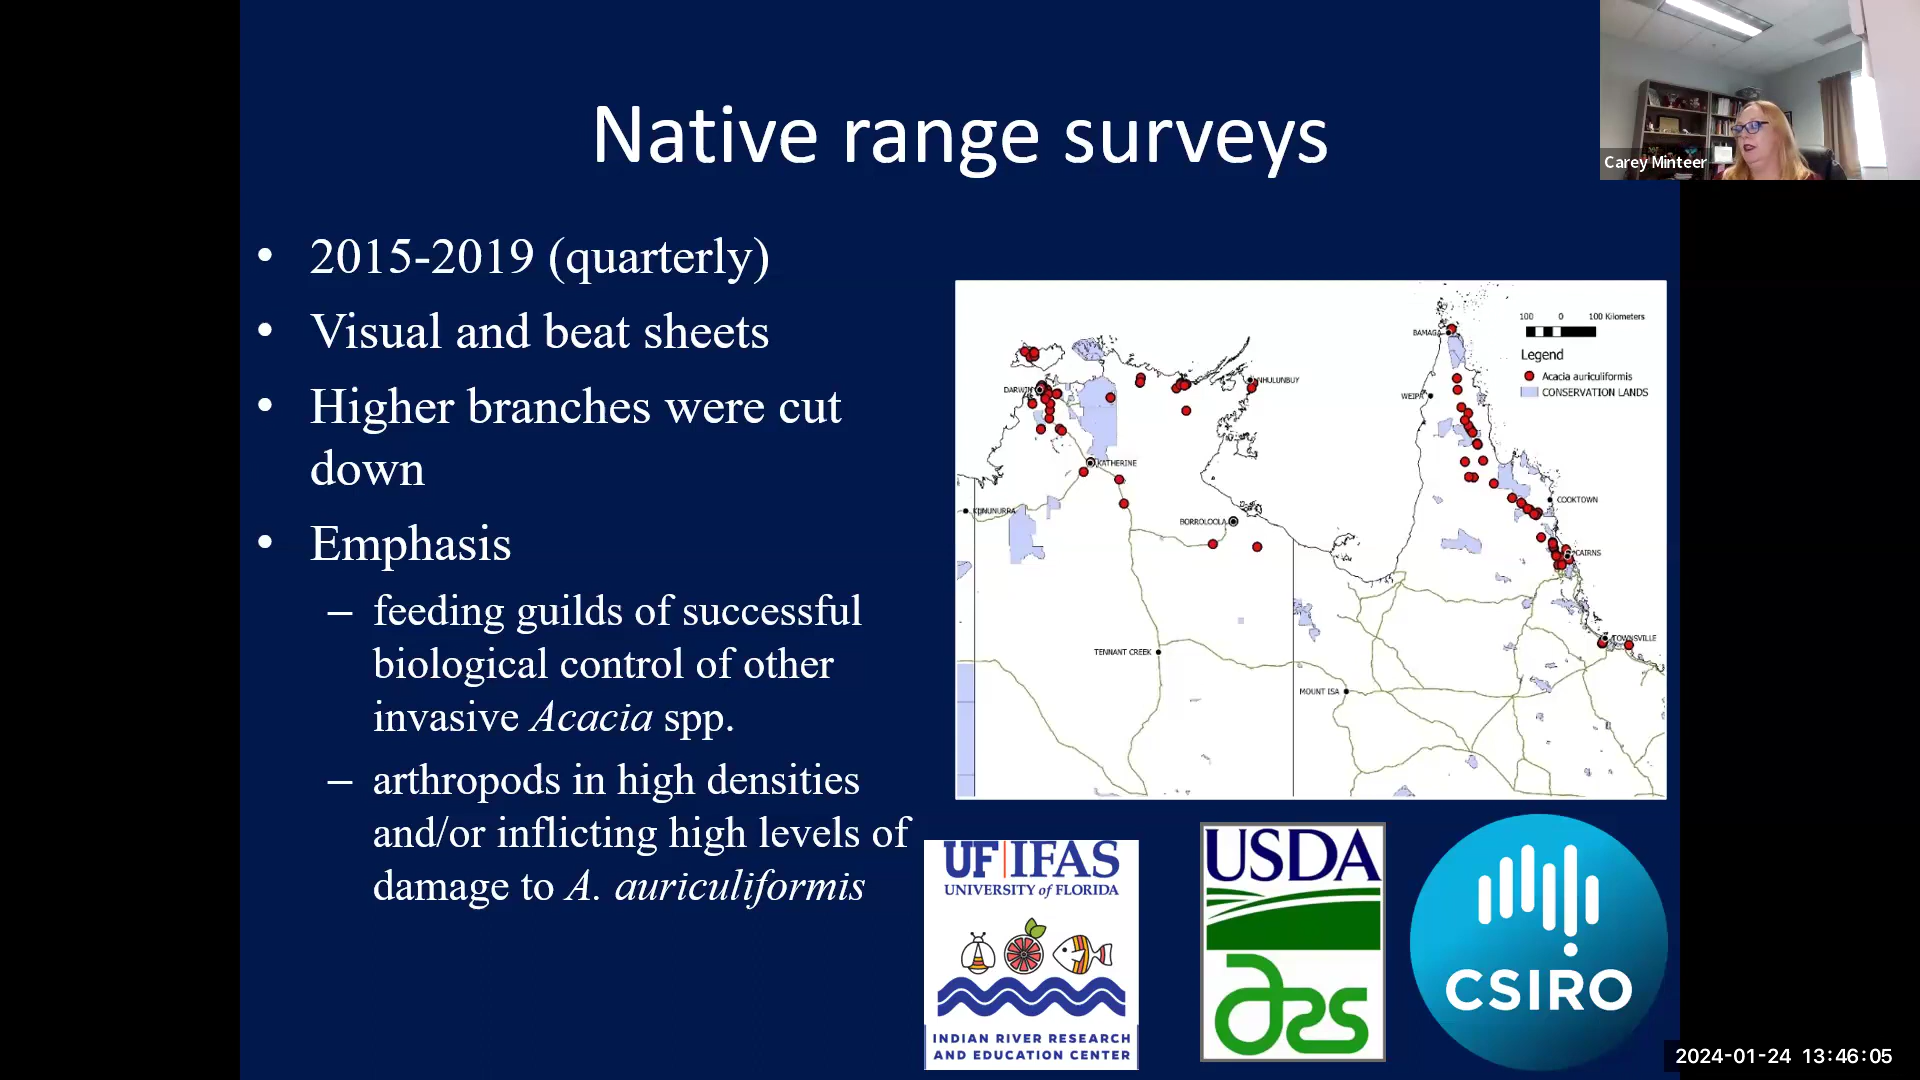 Native range surveys
Carey Minteer
• 2015-2019 (quarterly)
• Visual and beat sheets
• Higher branches were cut
down
• Emphasis
– feeding guilds of successful
biological control of other
invasive Acacia spp.
– arthropods in high densities
and/or inflicting high levels of
damage to A. auriculiformis
100 0 100 Kilometers
Legend
Acacia auriculiformis
CONSERVATION LANDS
BAMAGA
DARWIN
NHULUNBUY
WEIPA
KATHERINE
COOKTOWN
KUNUNURRA
BORROLOOLA
CAIRNS
TOWNSVILLE
TENNANT CREEK
MOUNT ISA
UF|IFAS
UNIVERSITY of FLORIDA
INDIAN RIVER RESEARCH
AND EDUCATION CENTER
USDA
ars
CSIRO
2024-01-24 13:46:05